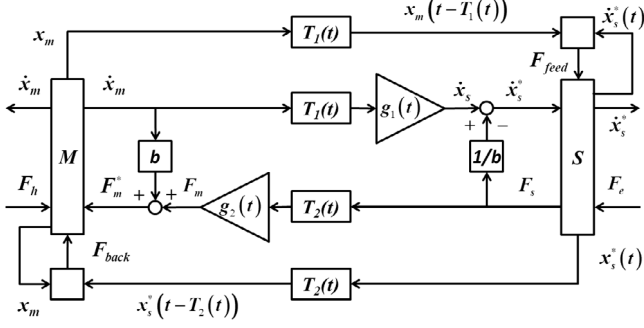 x_m T_1(t) x_m(t−T_1(t)) ẋ_s^*(t)
F_feed
ẋ_m ẋ_m T_1(t) g_1(t) ẋ_s ẋ_s^* ẋ_s^*
+ −
M b 1/b S
F_h F_m^* + + F_m g_2(t) T_2(t) F_s F_e
F_back x_s^*(t)
x_m x_s^*(t−T_2(t)) T_2(t)